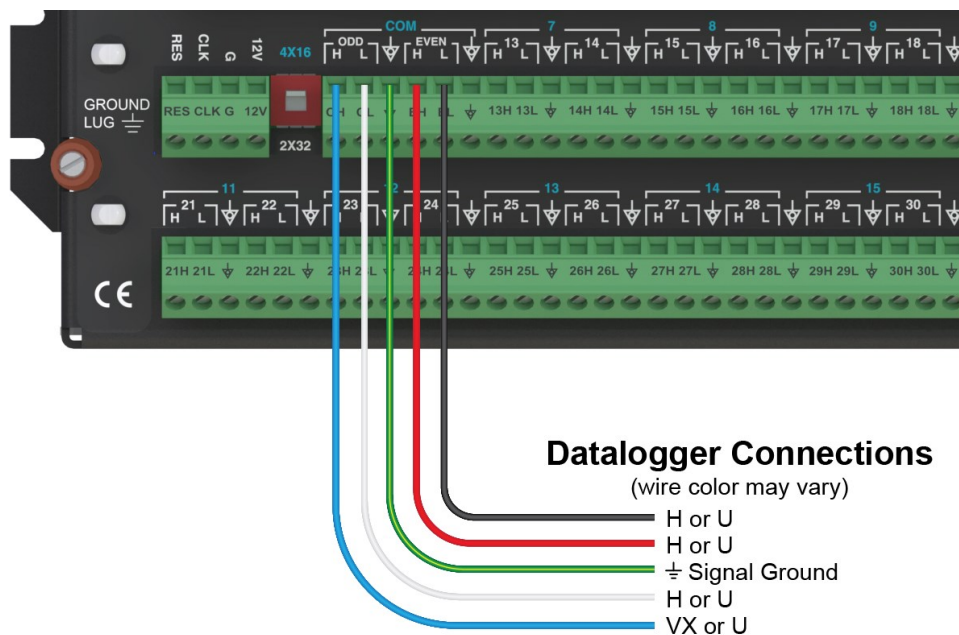 COM 7 8 9
RES CLK G 12V 4X16 ODD EVEN 13 14 15 16 17 18
H L H L H L H L H L H L H L H L
GROUND LUG
RES CLK G 12V 13H 13L 14H 14L 15H 15L 16H 16L 17H 17L 18H 18L
2X32
11 12 13 14 15
21 22 23 24 25 26 27 28 29 30
H L H L H L H L H L H L H L H L H L H L
21H 21L 22H 22L 25H 25L 26H 26L 27H 27L 28H 28L 29H 29L 30H 30L
CE
Datalogger Connections
(wire color may vary)
H or U
H or U
Signal Ground
H or U
VX or U